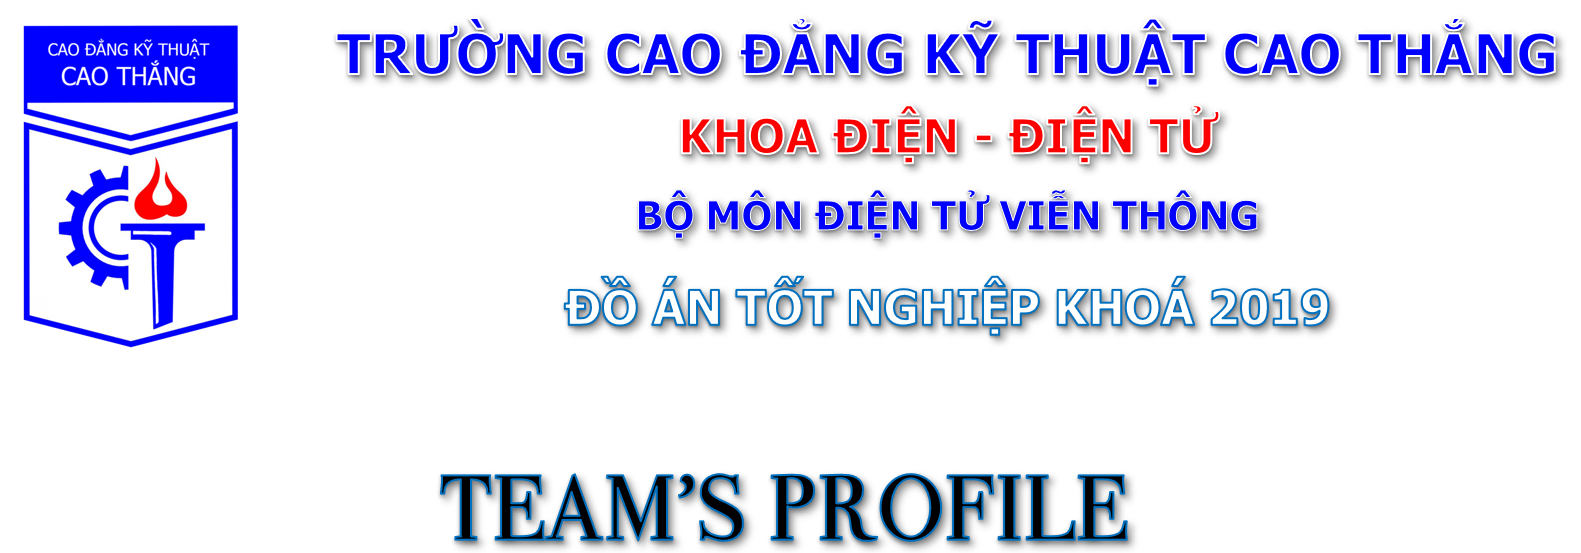 CAO ĐẲNG KỸ THUẬT
CAO THẮNG
TRƯỜNG CAO ĐẲNG KỸ THUẬT CAO THẮNG
KHOA ĐIỆN - ĐIỆN TỬ
BỘ MÔN ĐIỆN TỬ VIỄN THÔNG
ĐỒ ÁN TỐT NGHIỆP KHOÁ 2019
TEAM'S PROFILE